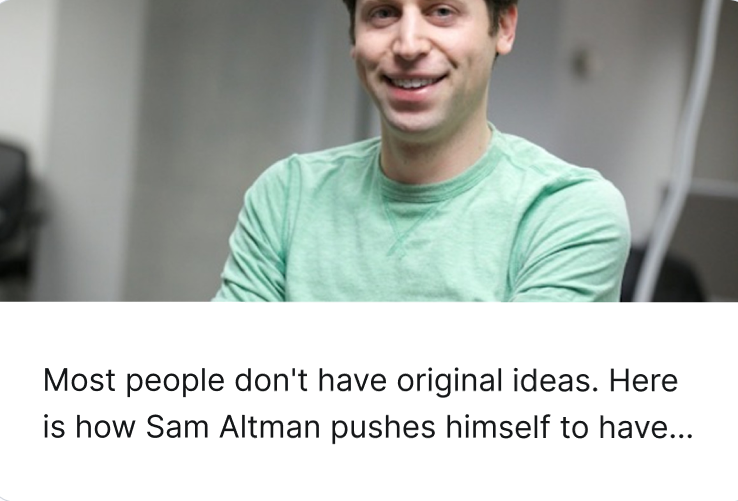 Most people don't have original ideas. Here
is how Sam Altman pushes himself to have...